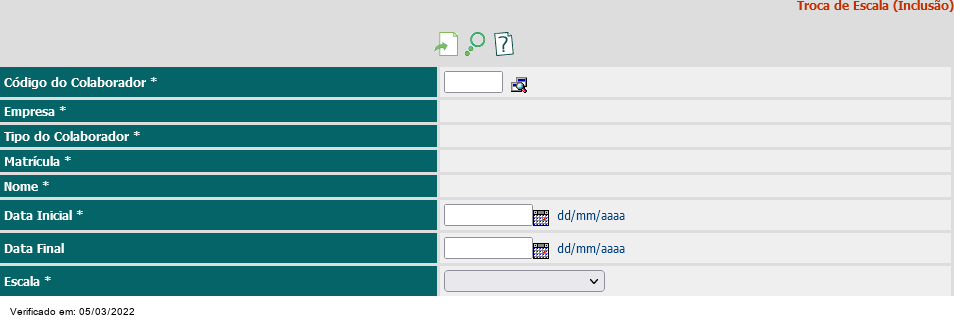 Troca de Escala (Inclusão)
?
Código do Colaborador *
Empresa *
Tipo do Colaborador *
Matrícula *
Nome *
Data Inicial * dd/mm/aaaa
Data Final dd/mm/aaaa
Escala *
Verificado em: 05/03/2022